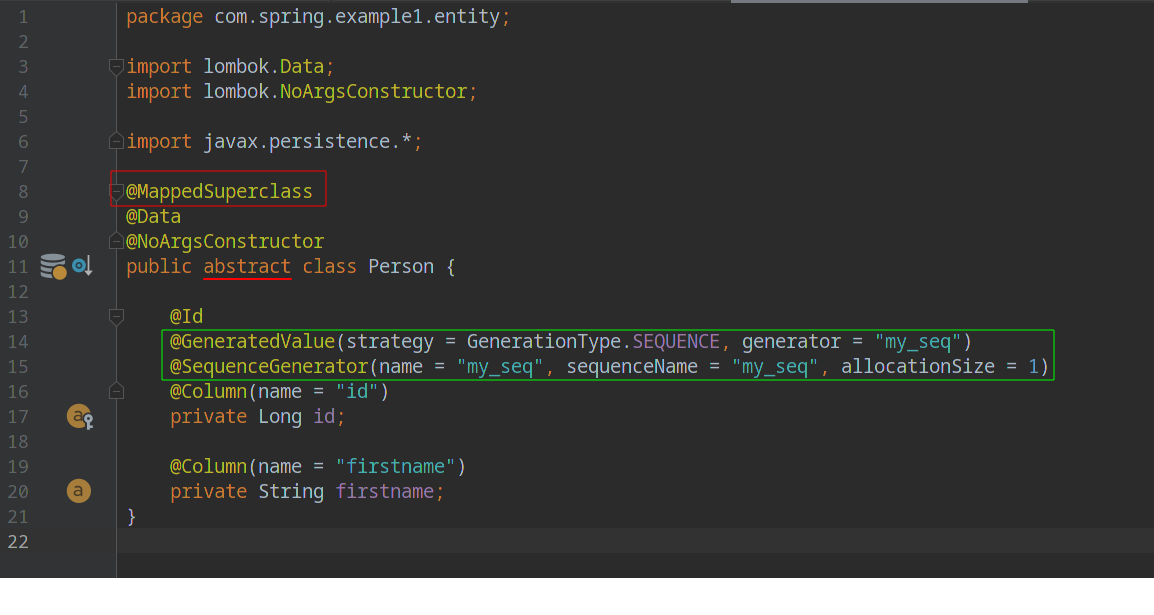 1 package com.spring.example1.entity;
2
3 import lombok.Data;
4 import lombok.NoArgsConstructor;
5
6 import javax.persistence.*;
7
8 @MappedSuperclass
9 @Data
10 @NoArgsConstructor
11 public abstract class Person {
12
13 @Id
14 @GeneratedValue(strategy = GenerationType.SEQUENCE, generator = "my_seq")
15 @SequenceGenerator(name = "my_seq", sequenceName = "my_seq", allocationSize = 1)
16 @Column(name = "id")
17 private Long id;
18
19 @Column(name = "firstname")
20 private String firstname;
21 }
22